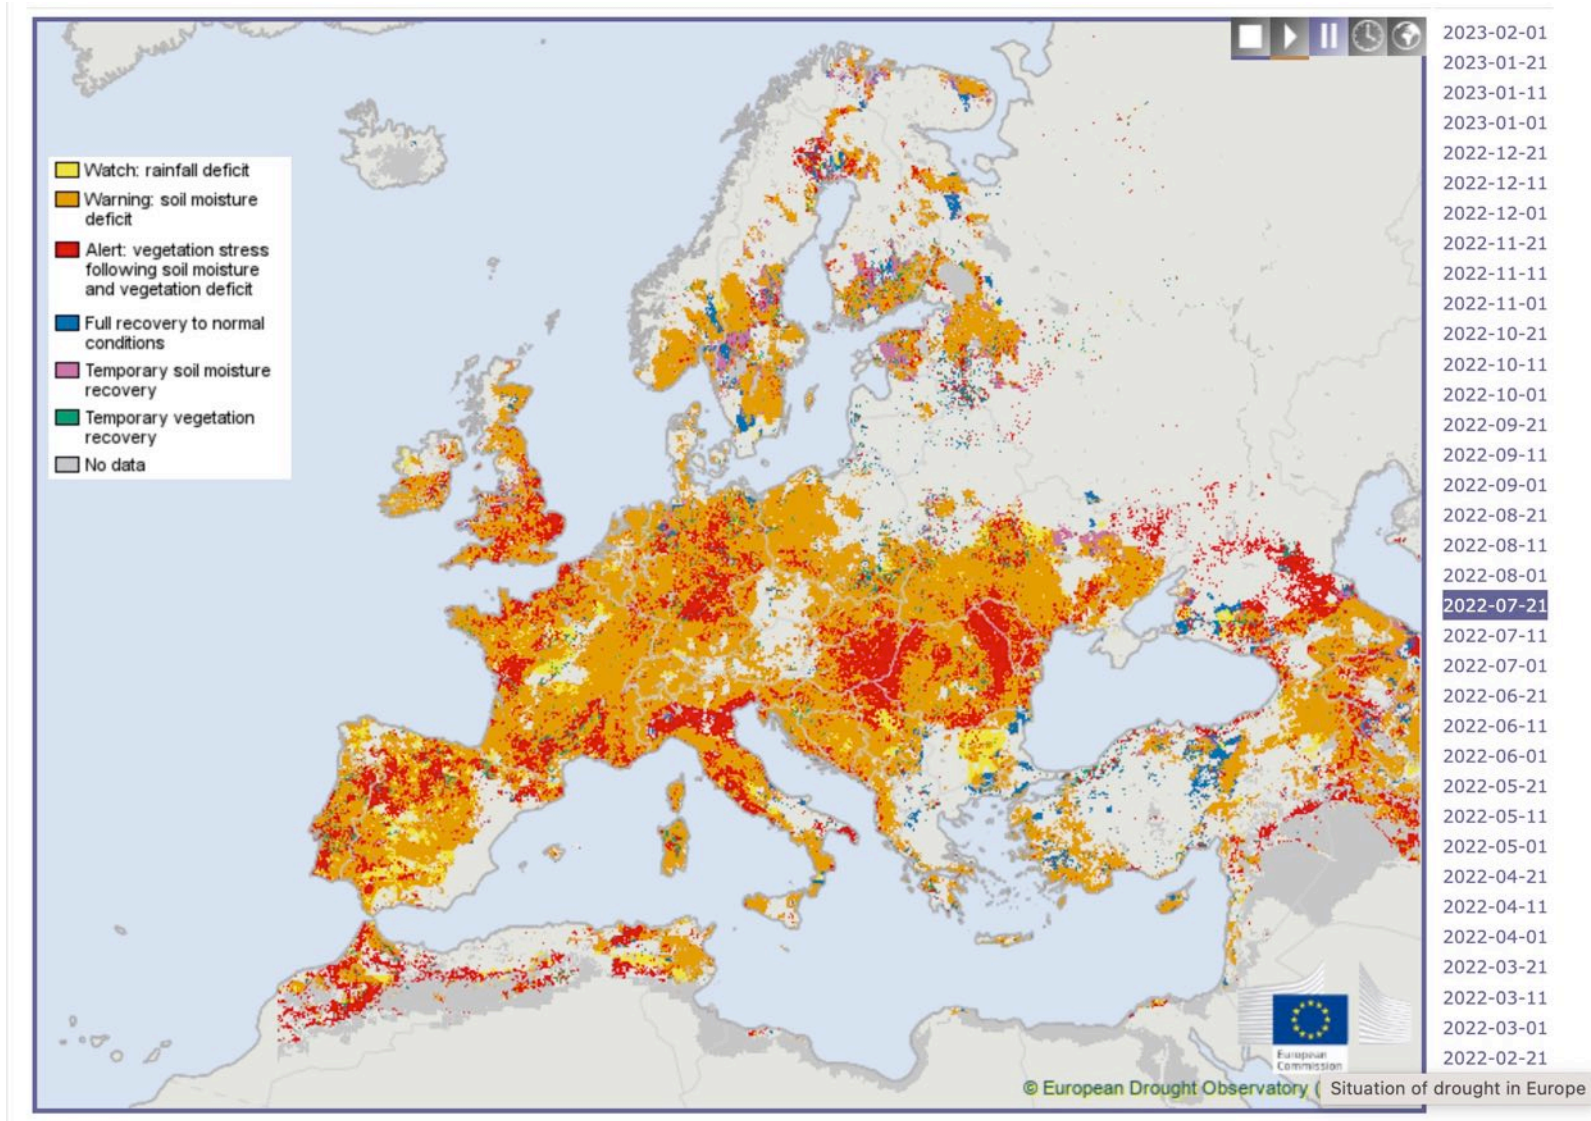 Watch: rainfall deficit
Warning: soil moisture
deficit
Alert: vegetation stress
following soil moisture
and vegetation deficit
Full recovery to normal
conditions
Temporary soil moisture
recovery
Temporary vegetation
recovery
No data
European
Commission
© European Drought Observatory (
Situation of drought in Europe
2023-02-01
2023-01-21
2023-01-11
2023-01-01
2022-12-21
2022-12-11
2022-12-01
2022-11-21
2022-11-11
2022-11-01
2022-10-21
2022-10-11
2022-10-01
2022-09-21
2022-09-11
2022-09-01
2022-08-21
2022-08-11
2022-08-01
2022-07-21
2022-07-11
2022-07-01
2022-06-21
2022-06-11
2022-06-01
2022-05-21
2022-05-11
2022-05-01
2022-04-21
2022-04-11
2022-04-01
2022-03-21
2022-03-11
2022-03-01
2022-02-21